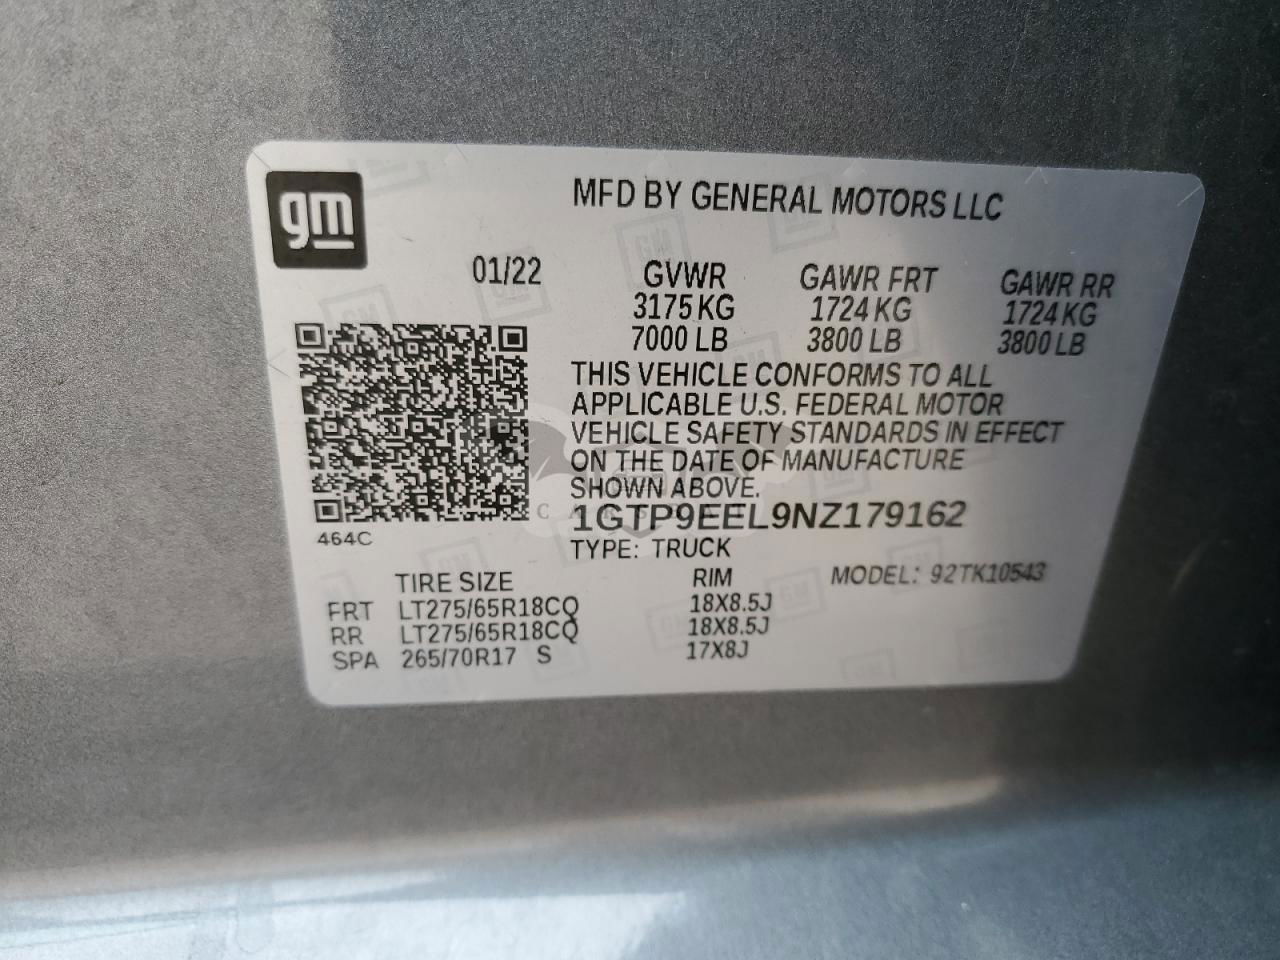 gm
MFD BY GENERAL MOTORS LLC
01/22 GVWR GAWR FRT GAWR RR
3175 KG 1724 KG 1724 KG
7000 LB 3800 LB 3800 LB
THIS VEHICLE CONFORMS TO ALL
APPLICABLE U.S. FEDERAL MOTOR
VEHICLE SAFETY STANDARDS IN EFFECT
ON THE DATE OF MANUFACTURE
SHOWN ABOVE.
1GTP9EEL9NZ179162
464C
TYPE: TRUCK
TIRE SIZE RIM MODEL: 92TK10543
FRT LT275/65R18CQ 18X8.5J
RR LT275/65R18CQ 18X8.5J
SPA 265/70R17 S 17X8J